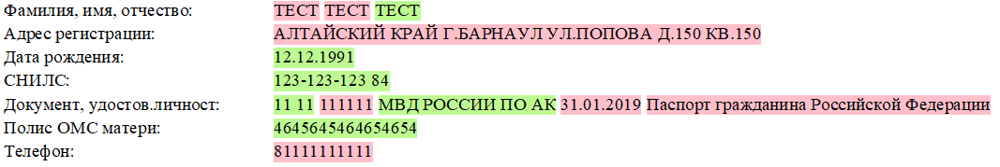 Фамилия, имя, отчество: ТЕСТ ТЕСТ ТЕСТ
Адрес регистрации: АЛТАЙСКИЙ КРАЙ Г.БАРНАУЛ УЛ.ПОПОВА Д.150 КВ.150
Дата рождения: 12.12.1991
СНИЛС: 123-123-123 84
Документ, удостов.личност: 11 11 111111 МВД РОССИИ ПО АК 31.01.2019 Паспорт гражданина Российской Федерации
Полис ОМС матери: 4645645464654654
Телефон: 81111111111